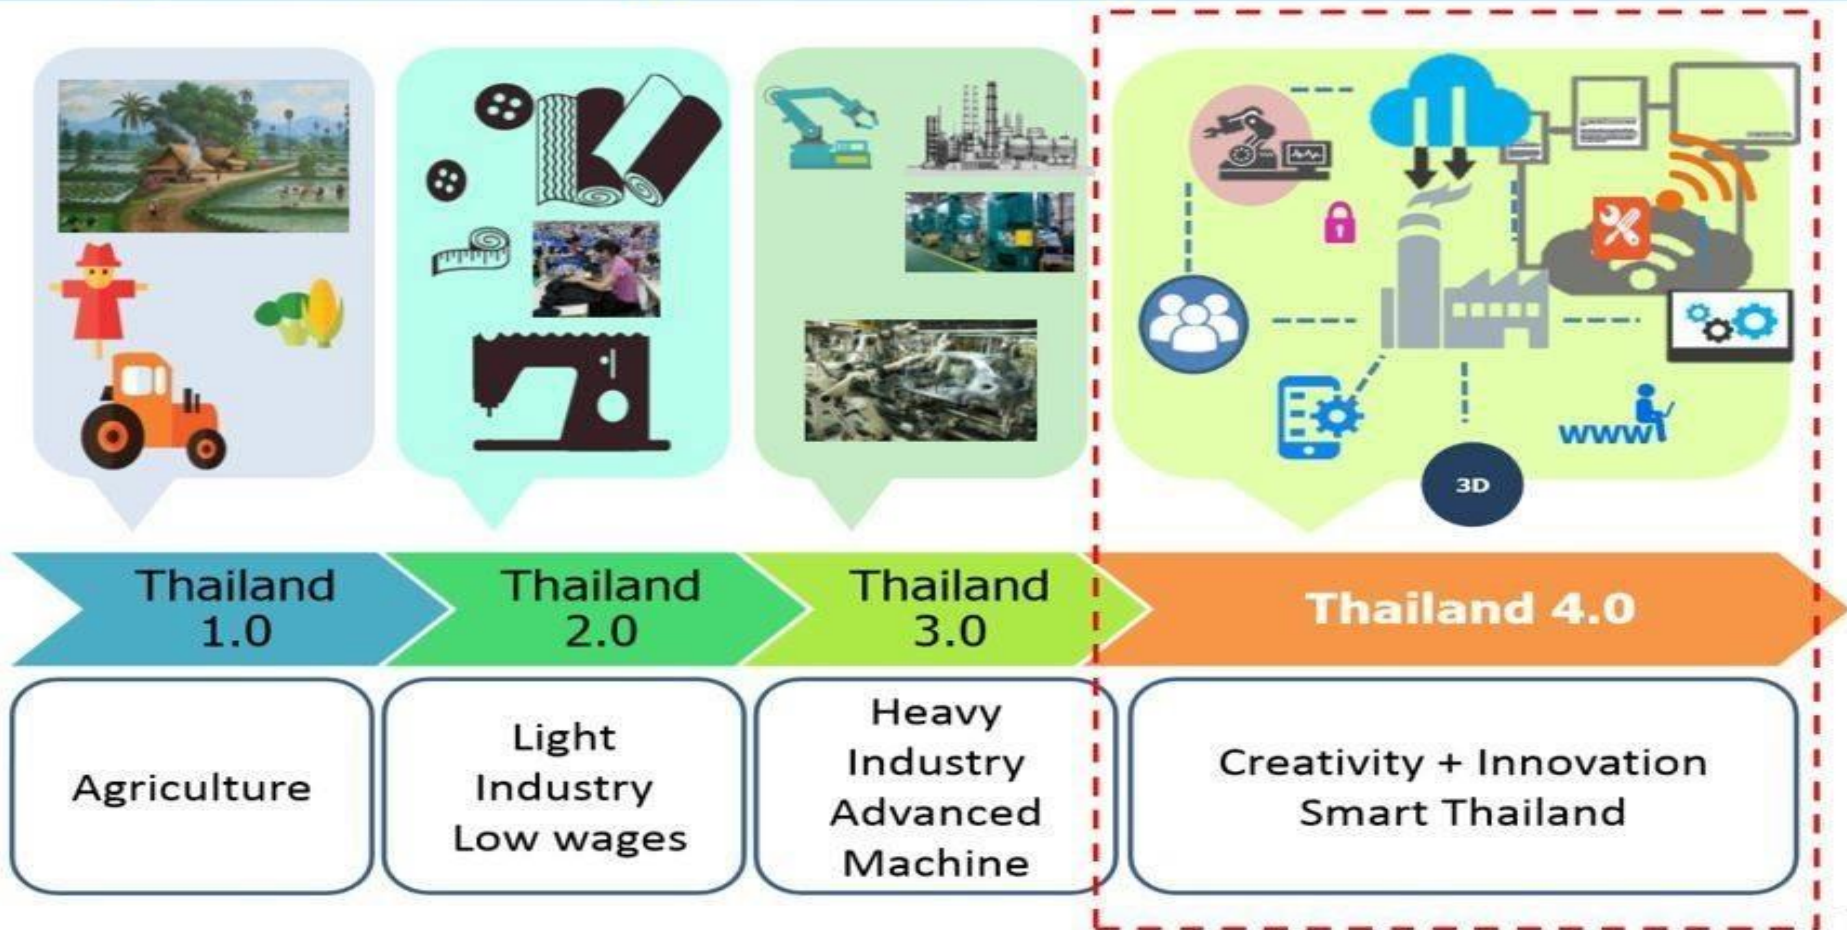 3D
WWW
Thailand
1.0
Thailand
2.0
Thailand
3.0
Thailand 4.0
Agriculture
Light
Industry
Low wages
Heavy
Industry
Advanced
Machine
Creativity + Innovation
Smart Thailand